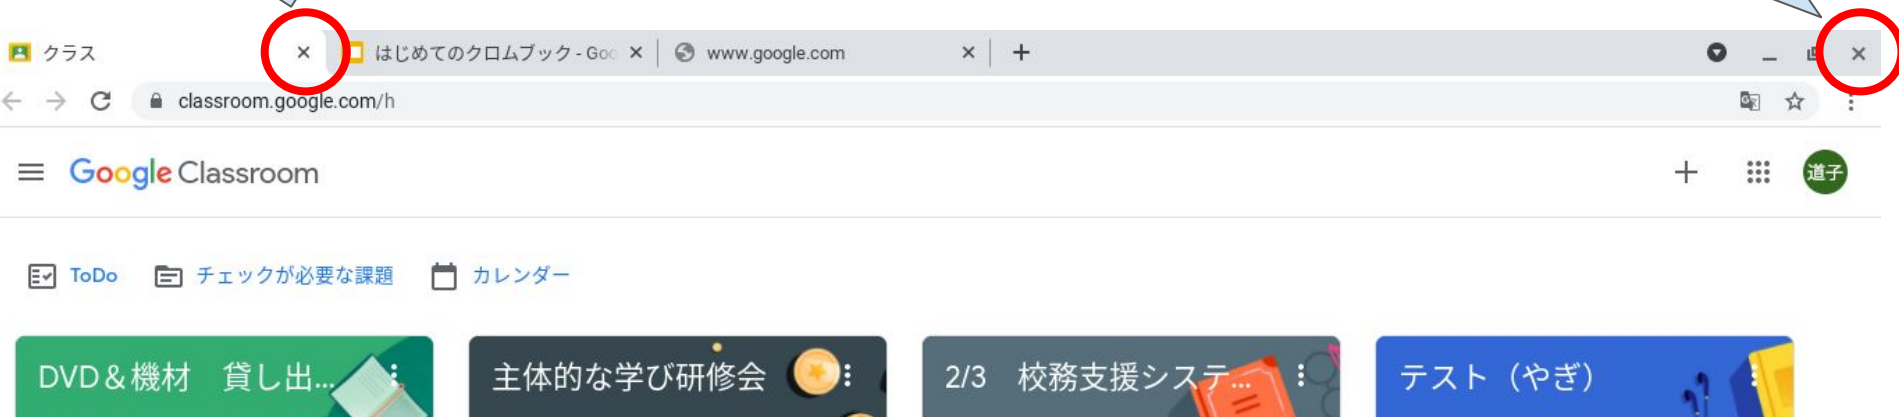 クラス はじめてのクロムブック - Goo www.google.com
classroom.google.com/h
Google Classroom 道子
ToDo チェックが必要な課題 カレンダー
DVD＆機材　貸し出... 主体的な学び研修会 2/3　校務支援システ... テスト（やぎ）